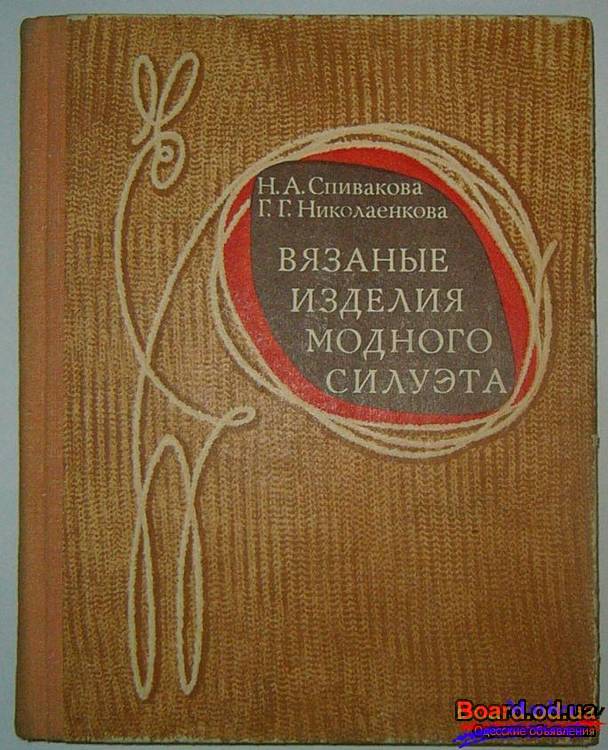 Н. А. Спивакова
Г. Г. Николаенкова
ВЯЗАНЫЕ
ИЗДЕЛИЯ
МОДНОГО
СИЛУЭТА
Board.od.ua
Одесские объявления